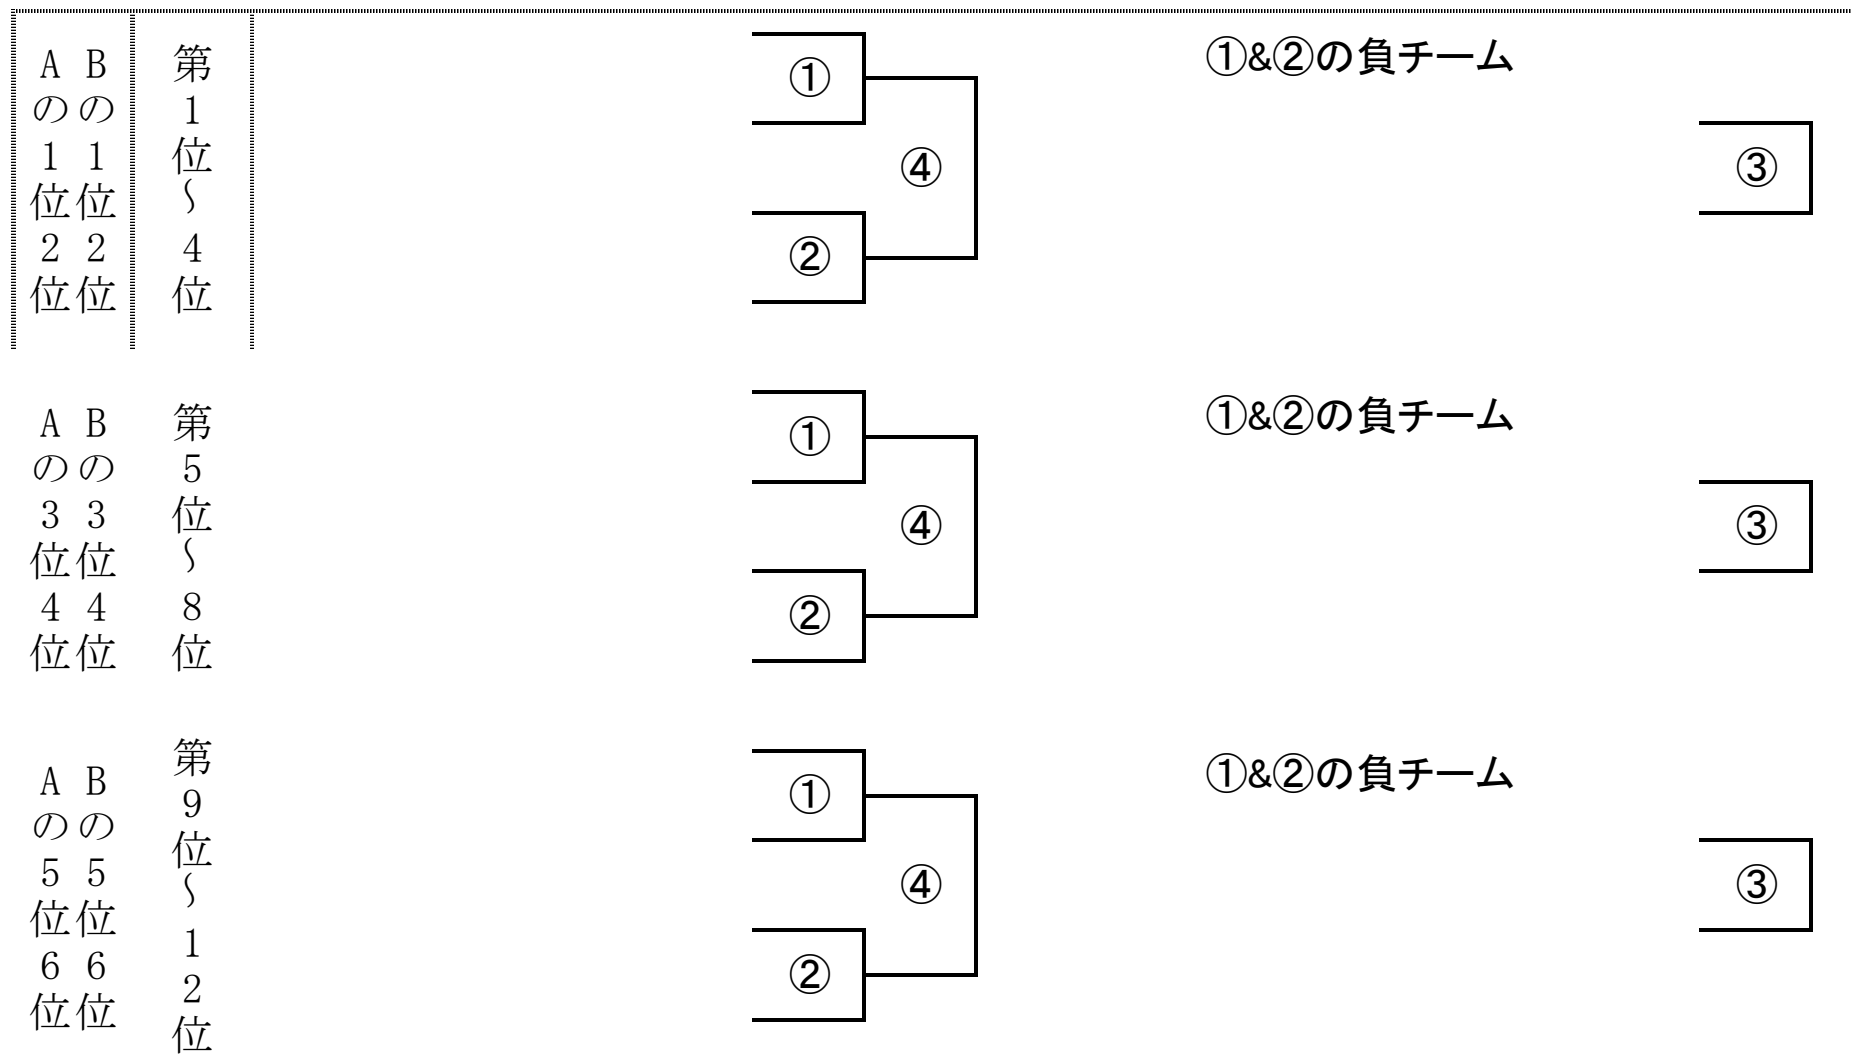 第1位～4位
Bの1位2位
Aの1位2位
①
②
④
①&②の負チーム
③
第5位～8位
Bの3位4位
Aの3位4位
①
②
④
①&②の負チーム
③
第9位～12位
Bの5位6位
Aの5位6位
①
②
④
①&②の負チーム
③